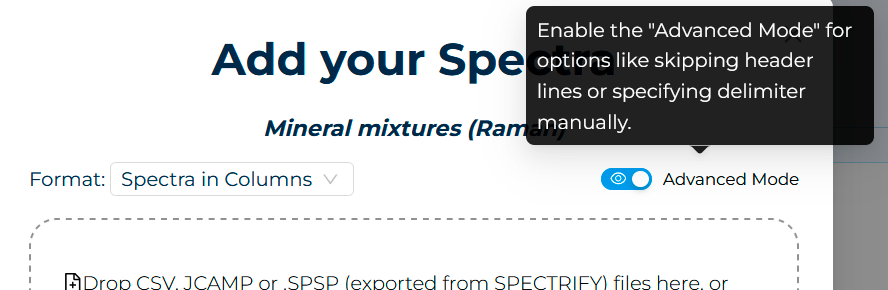 Enable the "Advanced Mode" for
options like skipping header
lines or specifying delimiter
manually.
Add your Spectra
Mineral mixtures (Raman)
Format: Spectra in Columns
Advanced Mode
Drop CSV, JCAMP or .SPSP (exported from SPECTRIFY) files here, or